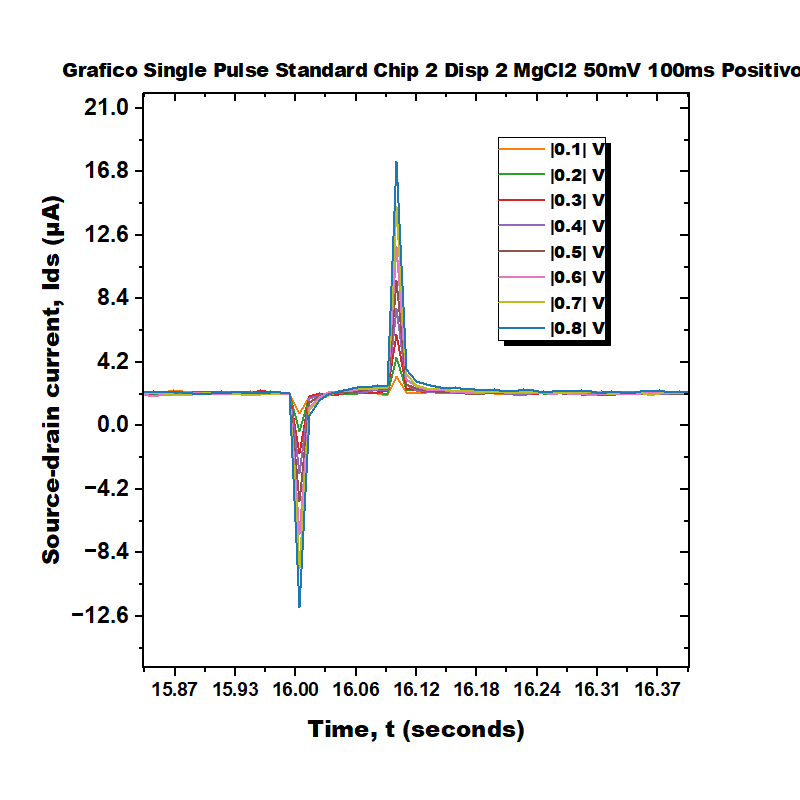 Grafico Single Pulse Standard Chip 2 Disp 2 MgCl2 50mV 100ms Positivo
21.0
16.8
12.6
8.4
4.2
0.0
−4.2
−8.4
−12.6
Source-drain current, Ids (µA)
|0.1| V
|0.2| V
|0.3| V
|0.4| V
|0.5| V
|0.6| V
|0.7| V
|0.8| V
15.87 15.93 16.00 16.06 16.12 16.18 16.24 16.31 16.37
Time, t (seconds)